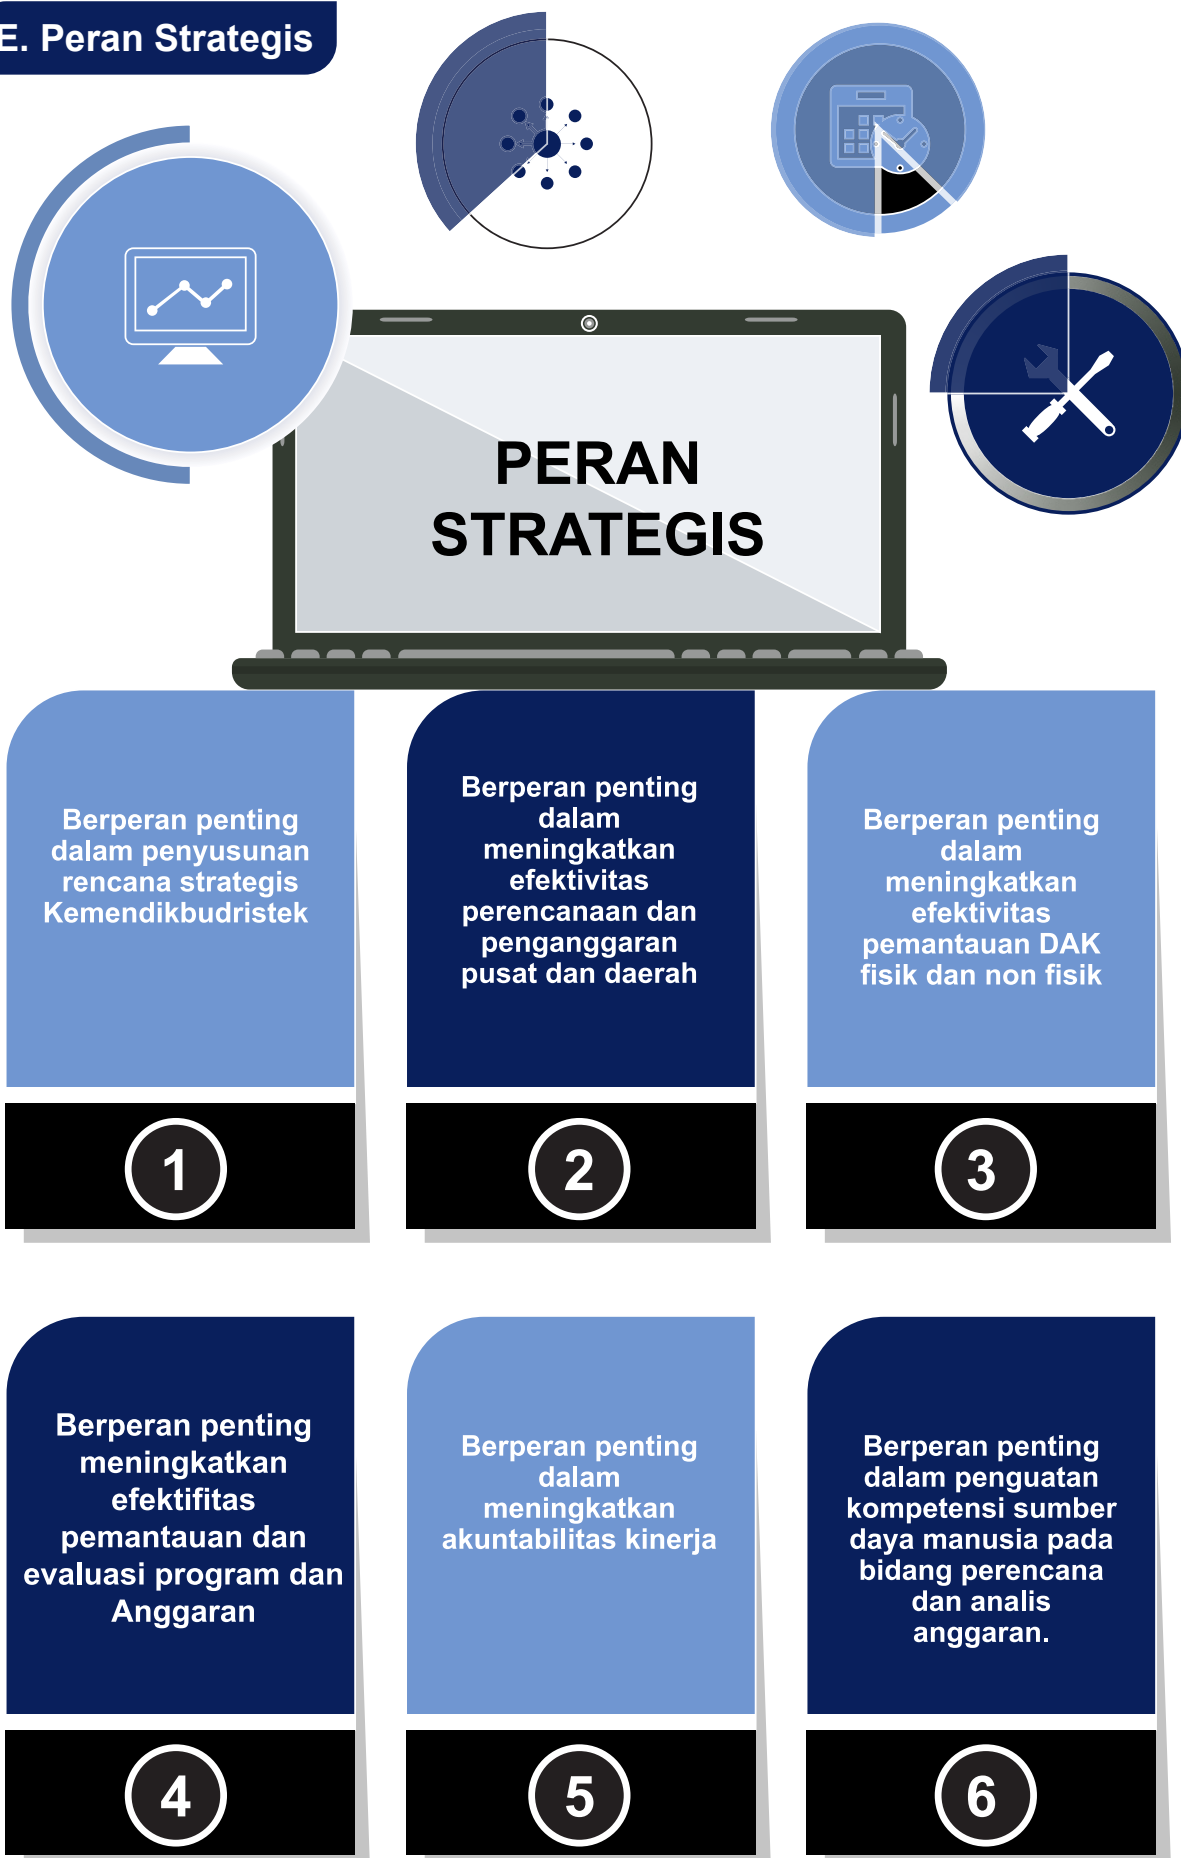 E. Peran Strategis
PERAN
STRATEGIS
Berperan penting
dalam penyusunan
rencana strategis
Kemendikbudristek
1
Berperan penting
dalam
meningkatkan
efektivitas
perencanaan dan
penganggaran
pusat dan daerah
2
Berperan penting
dalam
meningkatkan
efektivitas
pemantauan DAK
fisik dan non fisik
3
Berperan penting
meningkatkan
efektifitas
pemantauan dan
evaluasi program dan
Anggaran
4
Berperan penting
dalam
meningkatkan
akuntabilitas kinerja
5
Berperan penting
dalam penguatan
kompetensi sumber
daya manusia pada
bidang perencana
dan analis
anggaran.
6